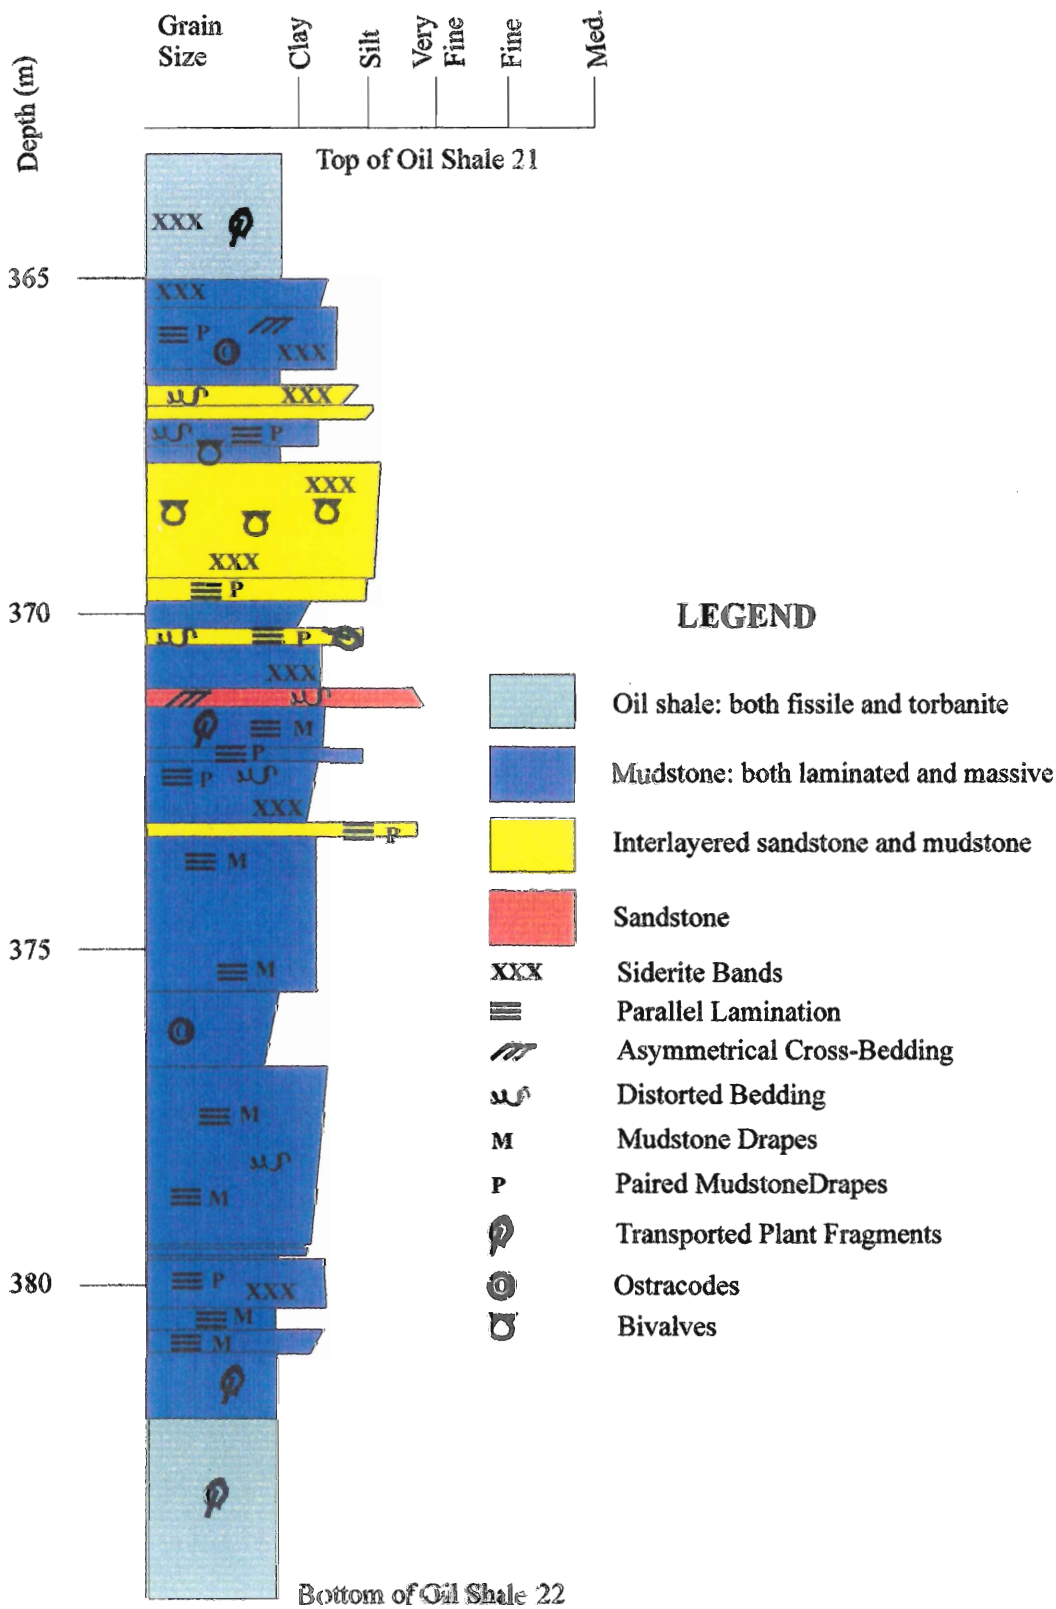 Grain
Size
Clay
Silt
Very
Fine
Fine
Med.
Depth (m)
Top of Oil Shale 21
XXX
365
XXX
P
O
XXX
XXX
P
XXX
XXX
P
370
P
XXX
M
P
P
XXX
P
M
375
M
O
M
M
380
P
XXX
M
M
Bottom of Oil Shale 22
LEGEND
Oil shale: both fissile and torbanite
Mudstone: both laminated and massive
Interlayered sandstone and mudstone
Sandstone
XXX Siderite Bands
Parallel Lamination
Asymmetrical Cross-Bedding
Distorted Bedding
M Mudstone Drapes
P Paired MudstoneDrapes
Transported Plant Fragments
O Ostracodes
Bivalves